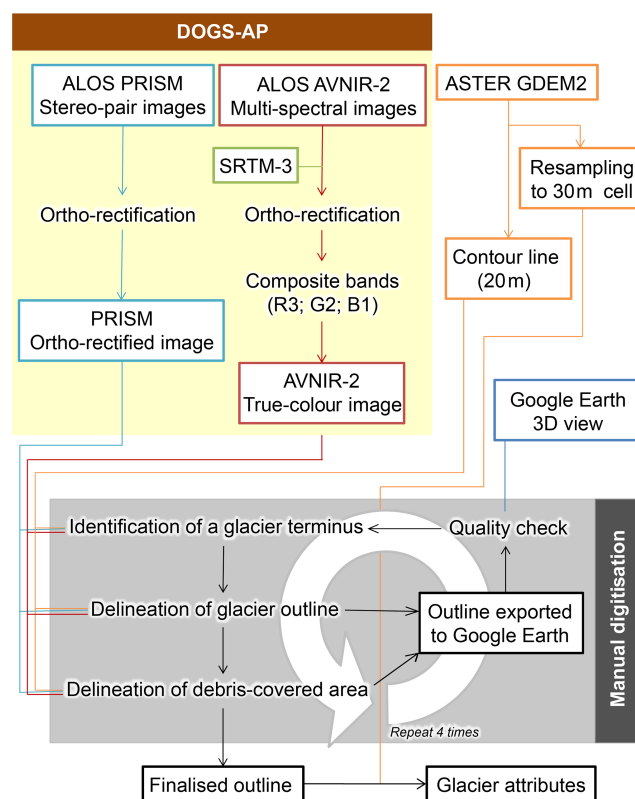 DOGS-AP
ALOS PRISM
Stereo-pair images
ALOS AVNIR-2
Multi-spectral images
ASTER GDEM2
SRTM-3
Resampling
to 30m cell
Ortho-rectification
Ortho-rectification
Contour line
(20m)
Composite bands
(R3; G2; B1)
PRISM
Ortho-rectified image
AVNIR-2
True-colour image
Google Earth
3D view
Identification of a glacier terminus
Quality check
Delineation of glacier outline
Outline exported
to Google Earth
Delineation of debris-covered area
Repeat 4 times
Manual digitisation
Finalised outline
Glacier attributes